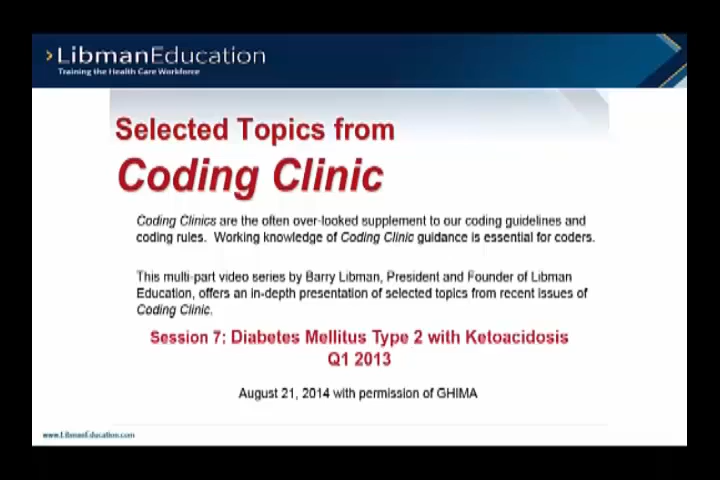 LibmanEducation
Training the Health Care Workforce
Selected Topics from
Coding Clinic
Coding Clinics are the often over-looked supplement to our coding guidelines and
coding rules. Working knowledge of Coding Clinic guidance is essential for coders.
This multi-part video series by Barry Libman, President and Founder of Libman
Education, offers an in-depth presentation of selected topics from recent issues of
Coding Clinic.
Session 7: Diabetes Mellitus Type 2 with Ketoacidosis
Q1 2013
August 21, 2014 with permission of GHIMA
www.LibmanEducation.com